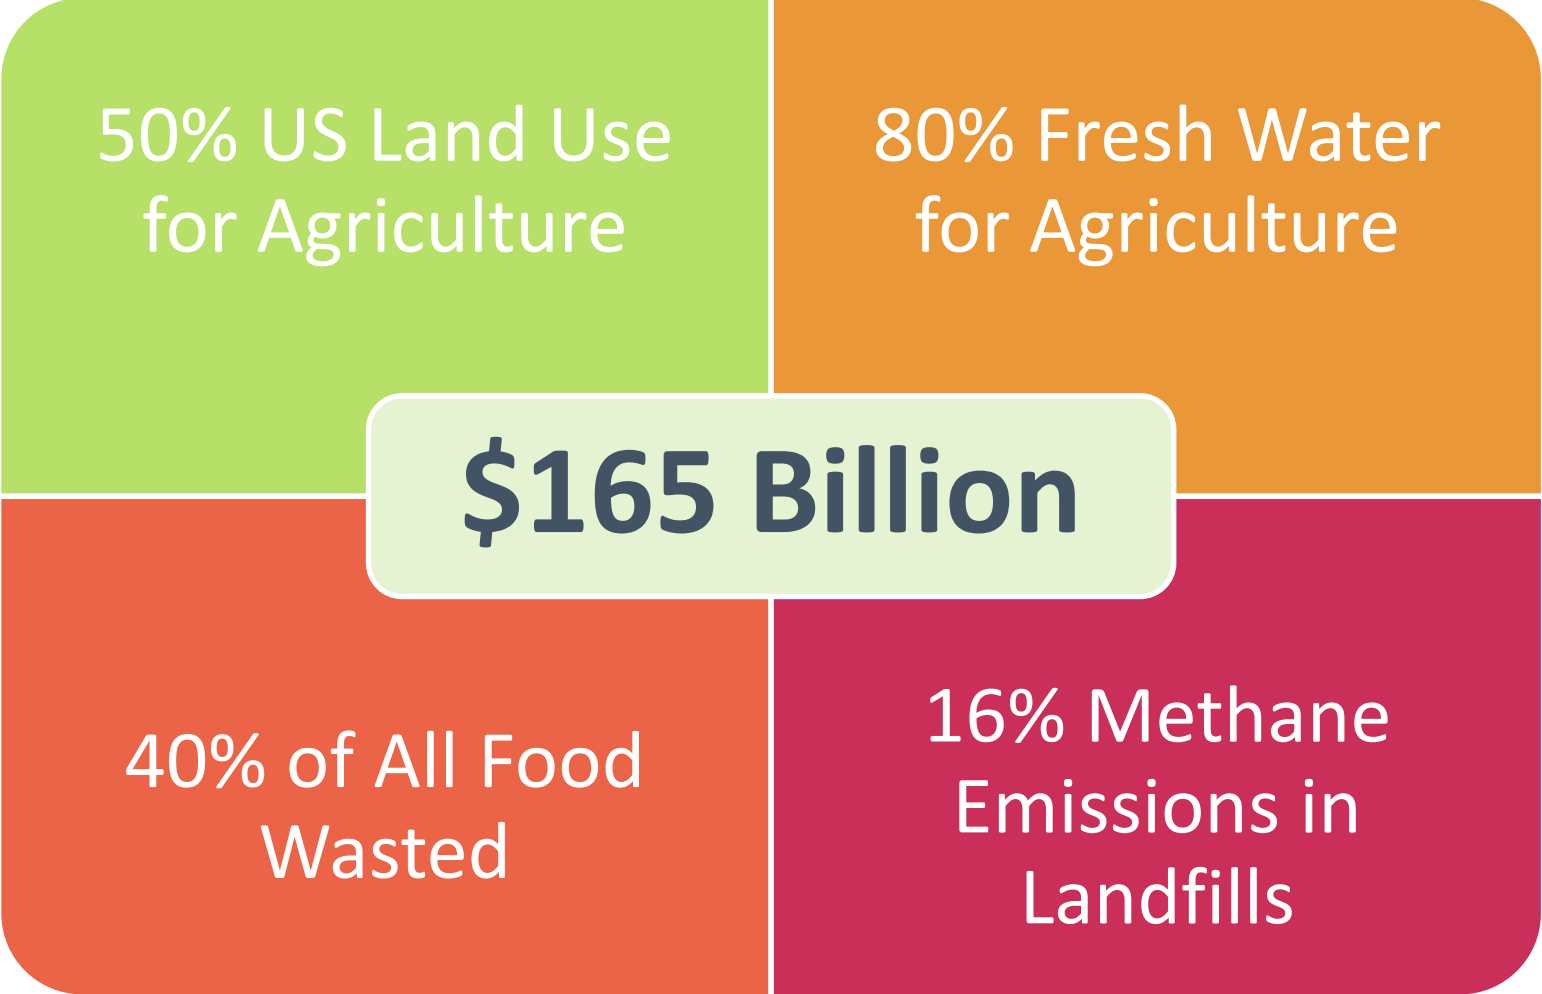 50% US Land Use
for Agriculture
80% Fresh Water
for Agriculture
$165 Billion
40% of All Food
Wasted
16% Methane
Emissions in
Landfills